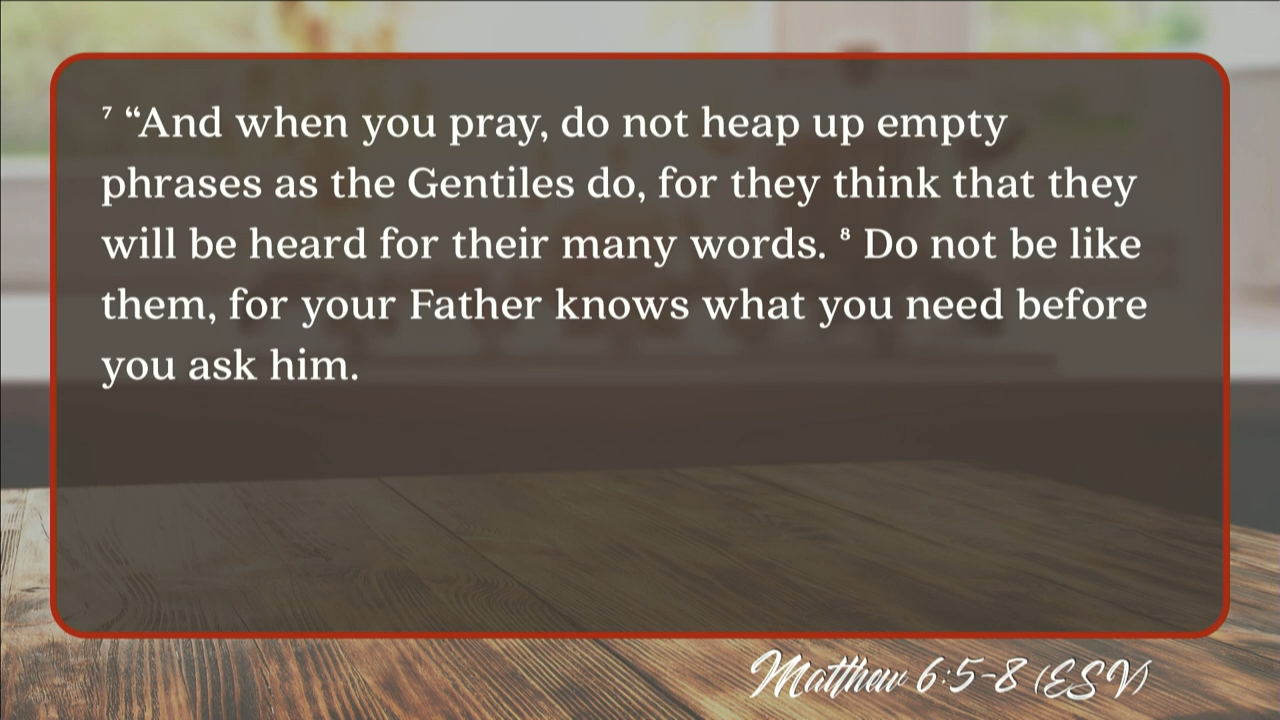 ⁷ “And when you pray, do not heap up empty
phrases as the Gentiles do, for they think that they
will be heard for their many words. ⁸ Do not be like
them, for your Father knows what you need before
you ask him.
Matthew 6:5-8 (ESV)